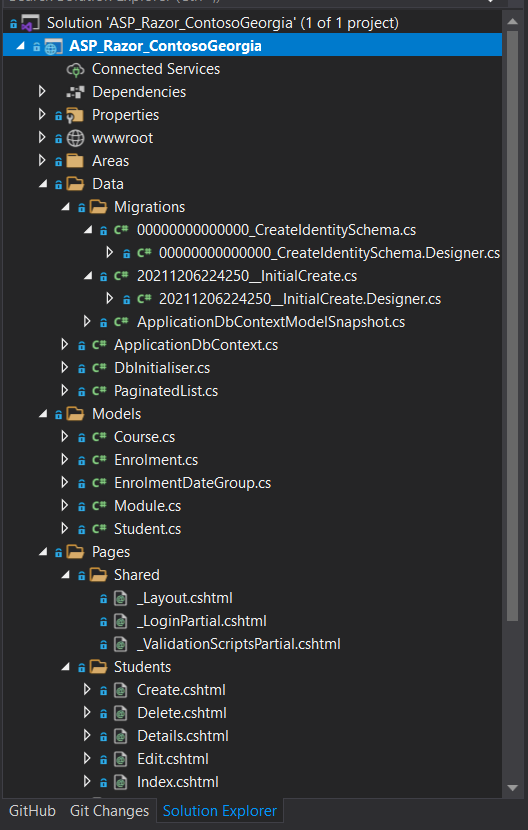 Solution 'ASP_Razor_ContosoGeorgia' (1 of 1 project)
ASP_Razor_ContosoGeorgia
Connected Services
Dependencies
Properties
wwwroot
Areas
Data
Migrations
00000000000000_CreateIdentitySchema.cs
00000000000000_CreateIdentitySchema.Designer.cs
20211206224250__InitialCreate.cs
20211206224250__InitialCreate.Designer.cs
ApplicationDbContextModelSnapshot.cs
ApplicationDbContext.cs
DbInitialiser.cs
PaginatedList.cs
Models
Course.cs
Enrolment.cs
EnrolmentDateGroup.cs
Module.cs
Student.cs
Pages
Shared
_Layout.cshtml
_LoginPartial.cshtml
_ValidationScriptsPartial.cshtml
Students
Create.cshtml
Delete.cshtml
Details.cshtml
Edit.cshtml
Index.cshtml
GitHub Git Changes Solution Explorer